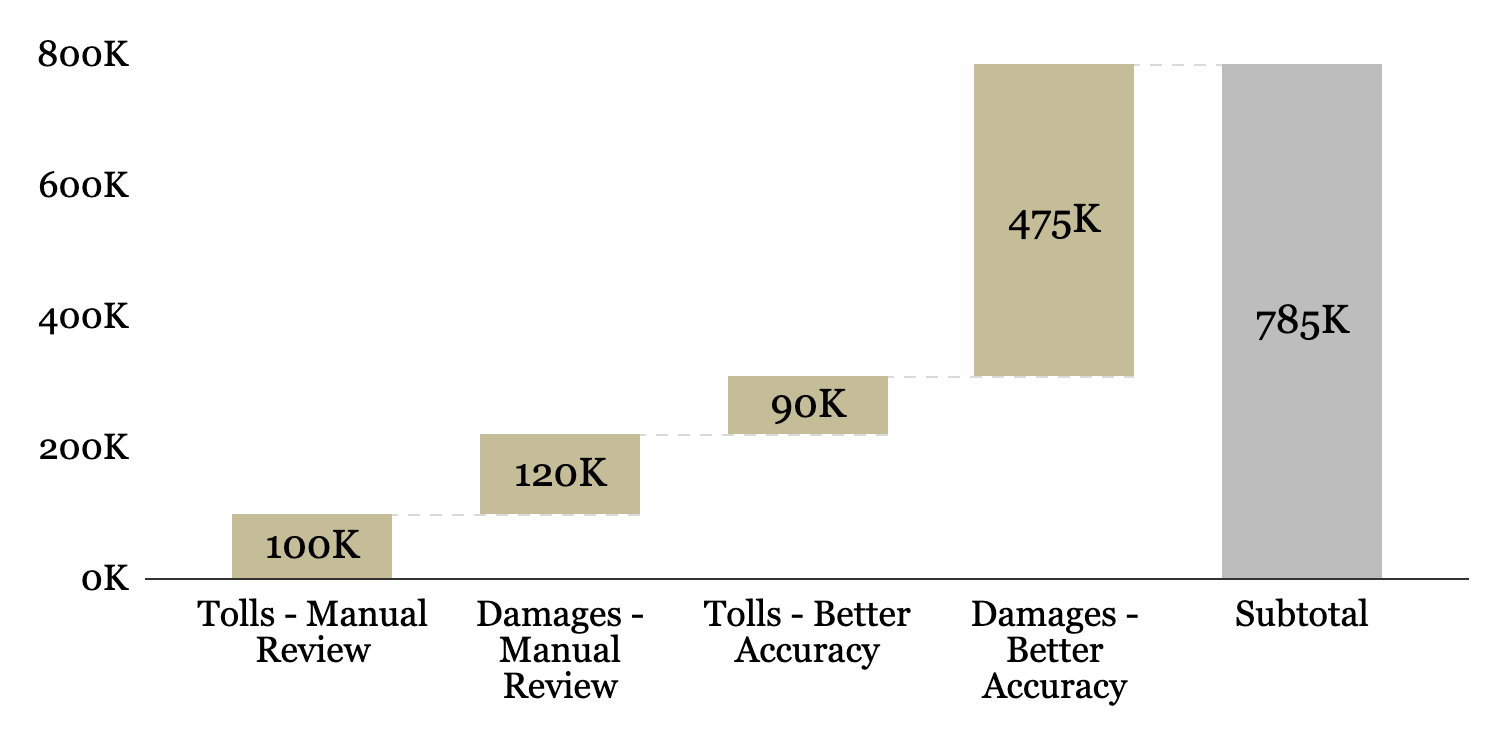 800K
600K
400K
200K
0K
475K
785K
90K
120K
100K
Tolls - Manual
Review
Damages -
Manual
Review
Tolls - Better
Accuracy
Damages -
Better
Accuracy
Subtotal